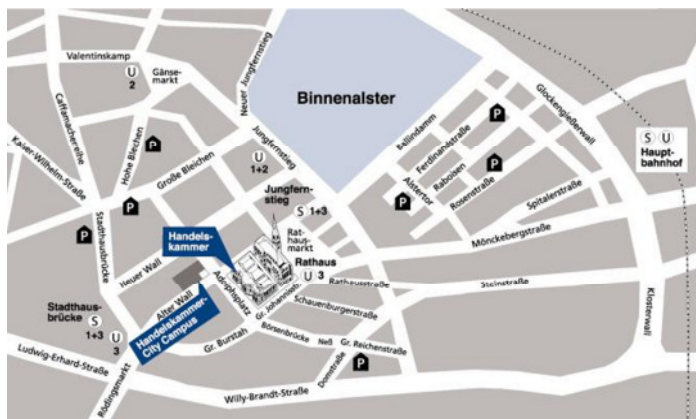 Valentinskamp
U
2
Gänse-
markt
Caffamacherreihe
Kaiser-Wilhelm-Straße
Hohe Bleichen
P
Große Bleichen
Neuer Jungfernstieg
Jungfernstieg
Binnenalster
U
1+2
Jungfern-
stieg
S 1+3
Rat-
haus-
markt
Rathaus
U 3
Ballindamm
Ferdinandstraße
Alstertor
Raboisen
Rosenstraße
P
P
P
Glockengießerwall
S U
Haupt-
bahnhof
Spitalerstraße
Mönckebergstraße
Steinstraße
Klosterwall
P
P
Stadthausbrücke
Neuer Wall
Handels-
kammer
Alter Wall
Adolphsplatz
Handelskammer-
City Campus
Stadthaus-
brücke
S
1+3
U
3
Ludwig-Erhard-Straße
Rödingsmarkt
Gr. Burstah
Gr. Johannisstr.
Rathausstraße
Schauenburgerstraße
Börsenbrücke
Neß
Gr. Reichenstraße
P
Domstraße
Willy-Brandt-Straße